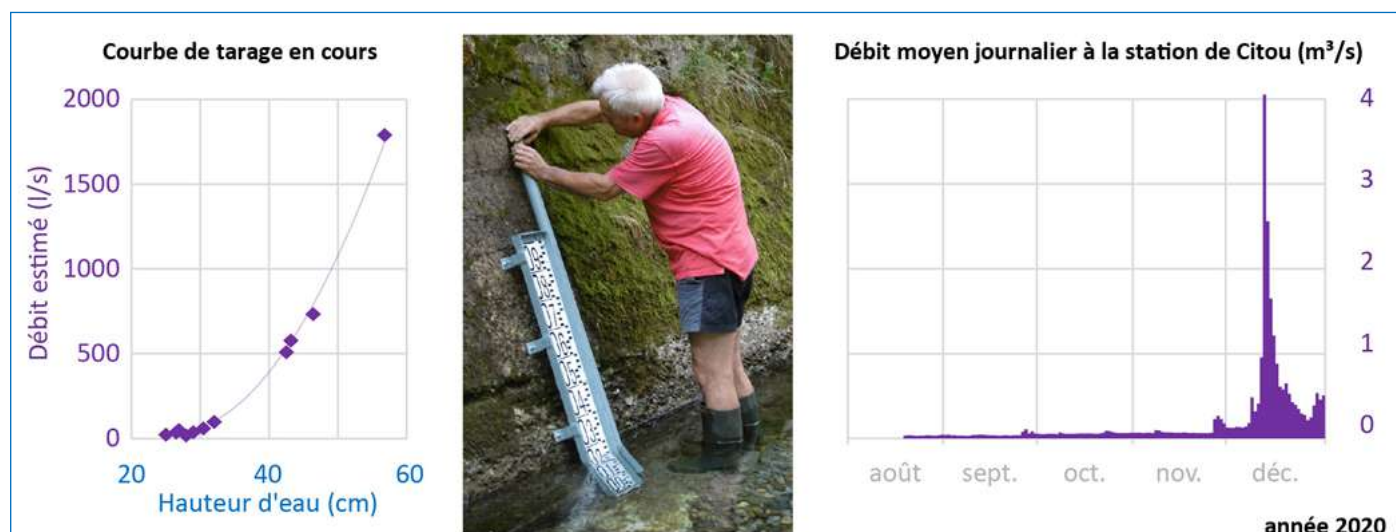 Courbe de tarage en cours
2000
1500
1000
500
0
Débit estimé (l/s)
20
40
60
Hauteur d'eau (cm)
Débit moyen journalier à la station de Citou (m³/s)
4
3
2
1
0
août
sept.
oct.
nov.
déc.
année 2020